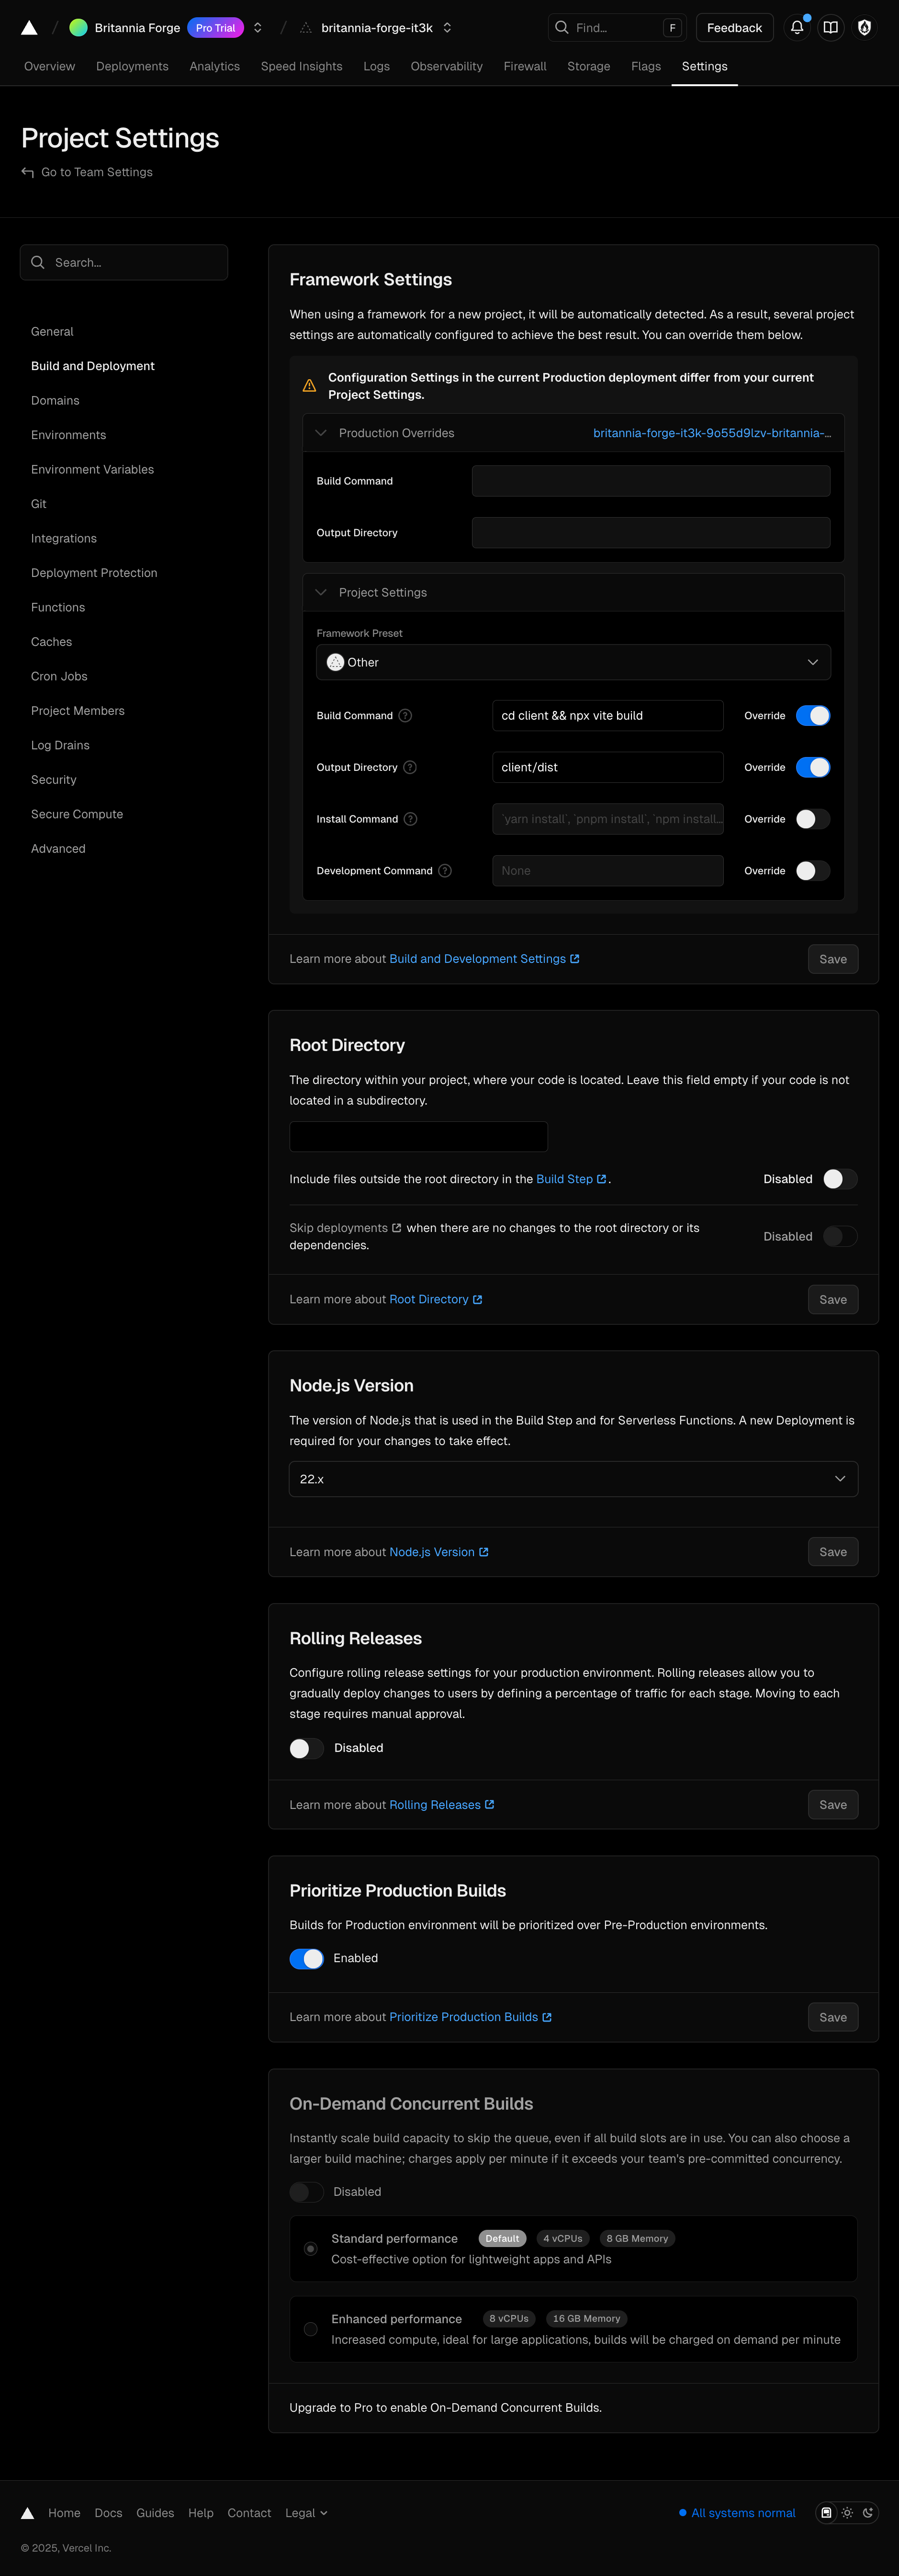 Britannia Forge Pro Trial
britannia-forge-it3k
Find...
F
Feedback
Overview Deployments Analytics Speed Insights Logs Observability Firewall Storage Flags Settings
Project Settings
Go to Team Settings
Search...
General
Build and Deployment
Domains
Environments
Environment Variables
Git
Integrations
Deployment Protection
Functions
Caches
Cron Jobs
Project Members
Log Drains
Security
Secure Compute
Advanced
Framework Settings
When using a framework for a new project, it will be automatically detected. As a result, several project
settings are automatically configured to achieve the best result. You can override them below.
Configuration Settings in the current Production deployment differ from your current
Project Settings.
Production Overrides britannia-forge-it3k-9o55d9lzv-britannia-...
Build Command
Output Directory
Project Settings
Framework Preset
Other
Build Command ? cd client && npx vite build Override
Output Directory ? client/dist Override
Install Command ? `yarn install`, `pnpm install`, `npm install... Override
Development Command ? None Override
Learn more about Build and Development Settings Save
Root Directory
The directory within your project, where your code is located. Leave this field empty if your code is not
located in a subdirectory.
Include files outside the root directory in the Build Step . Disabled
Skip deployments when there are no changes to the root directory or its
dependencies.
Disabled
Learn more about Root Directory Save
Node.js Version
The version of Node.js that is used in the Build Step and for Serverless Functions. A new Deployment is
required for your changes to take effect.
22.x
Learn more about Node.js Version Save
Rolling Releases
Configure rolling release settings for your production environment. Rolling releases allow you to
gradually deploy changes to users by defining a percentage of traffic for each stage. Moving to each
stage requires manual approval.
Disabled
Learn more about Rolling Releases Save
Prioritize Production Builds
Builds for Production environment will be prioritized over Pre-Production environments.
Enabled
Learn more about Prioritize Production Builds Save
On-Demand Concurrent Builds
Instantly scale build capacity to skip the queue, even if all build slots are in use. You can also choose a
larger build machine; charges apply per minute if it exceeds your team's pre-committed concurrency.
Disabled
Standard performance Default 4 vCPUs 8 GB Memory
Cost-effective option for lightweight apps and APIs
Enhanced performance 8 vCPUs 16 GB Memory
Increased compute, ideal for large applications, builds will be charged on demand per minute
Upgrade to Pro to enable On-Demand Concurrent Builds.
Home Docs Guides Help Contact Legal
All systems normal
© 2025, Vercel Inc.